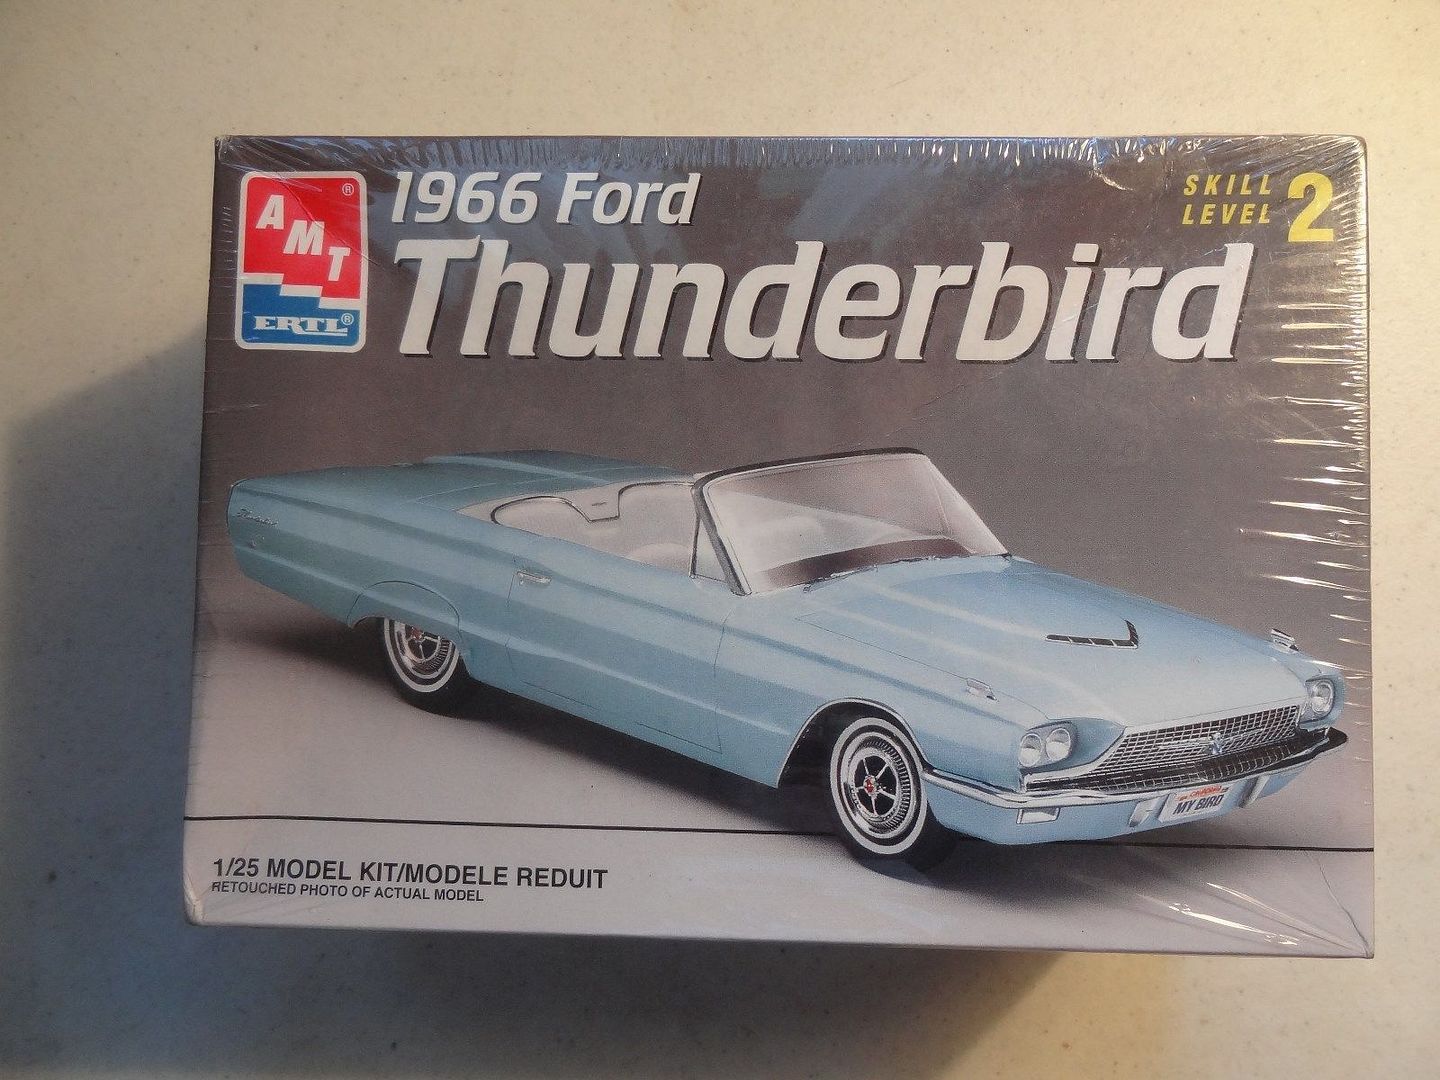 AMT ®
ERTL ®
1966 Ford
Thunderbird
SKILL
LEVEL 2
MY BIRD
1/25 MODEL KIT/MODELE REDUIT
RETOUCHED PHOTO OF ACTUAL MODEL